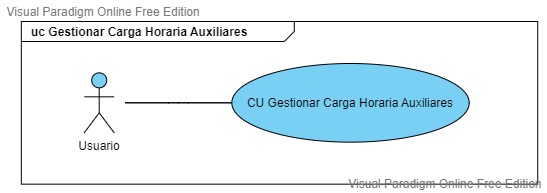 Visual Paradigm Online Free Edition
uc Gestionar Carga Horaria Auxiliares
CU Gestionar Carga Horaria Auxiliares
Usuario
Visual Paradigm Online Free Edition